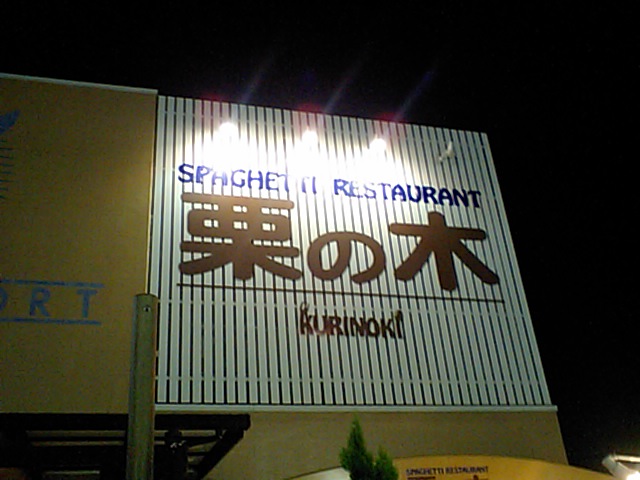 SPAGHETTI RESTAURANT
栗の木
KURINOKI
ORT
SPAGHETTI RESTAURANT